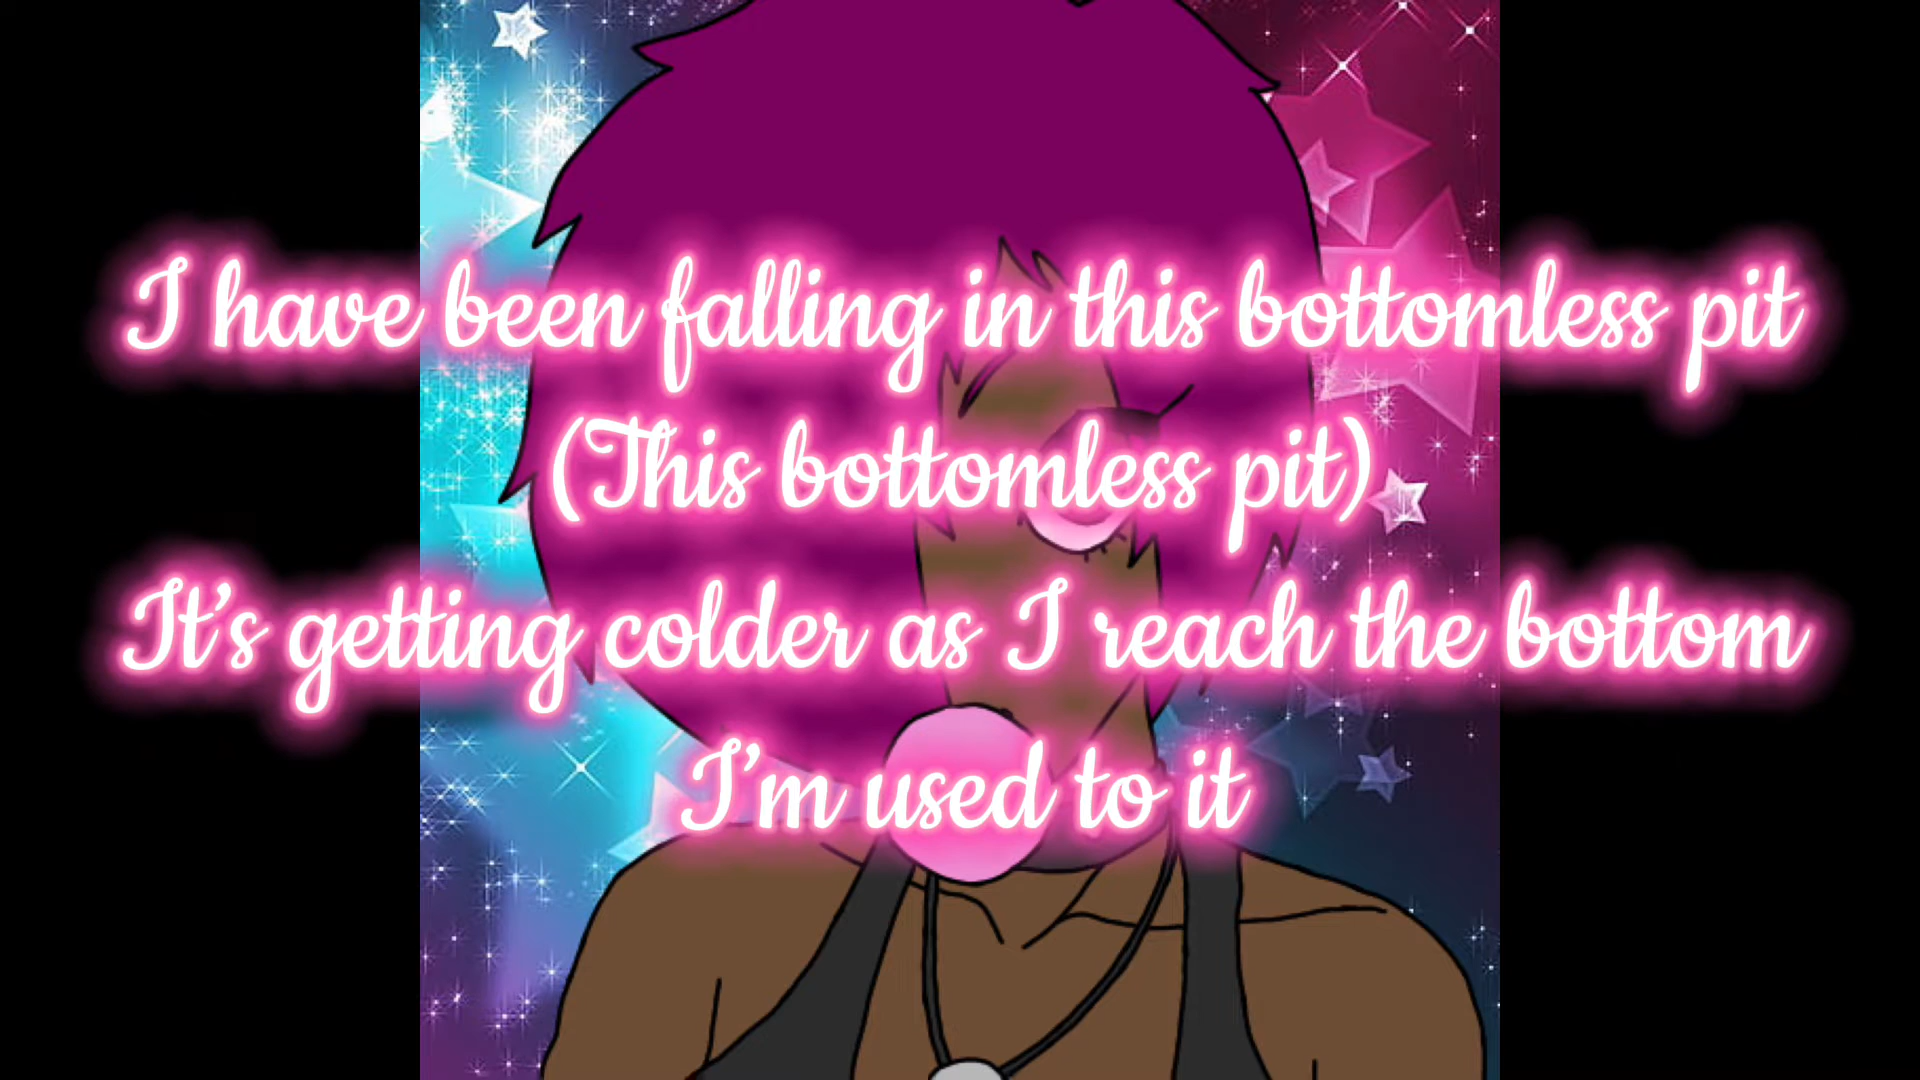 I have been falling in this bottomless pit
(This bottomless pit)
It's getting colder as I reach the bottom
I'm used to it